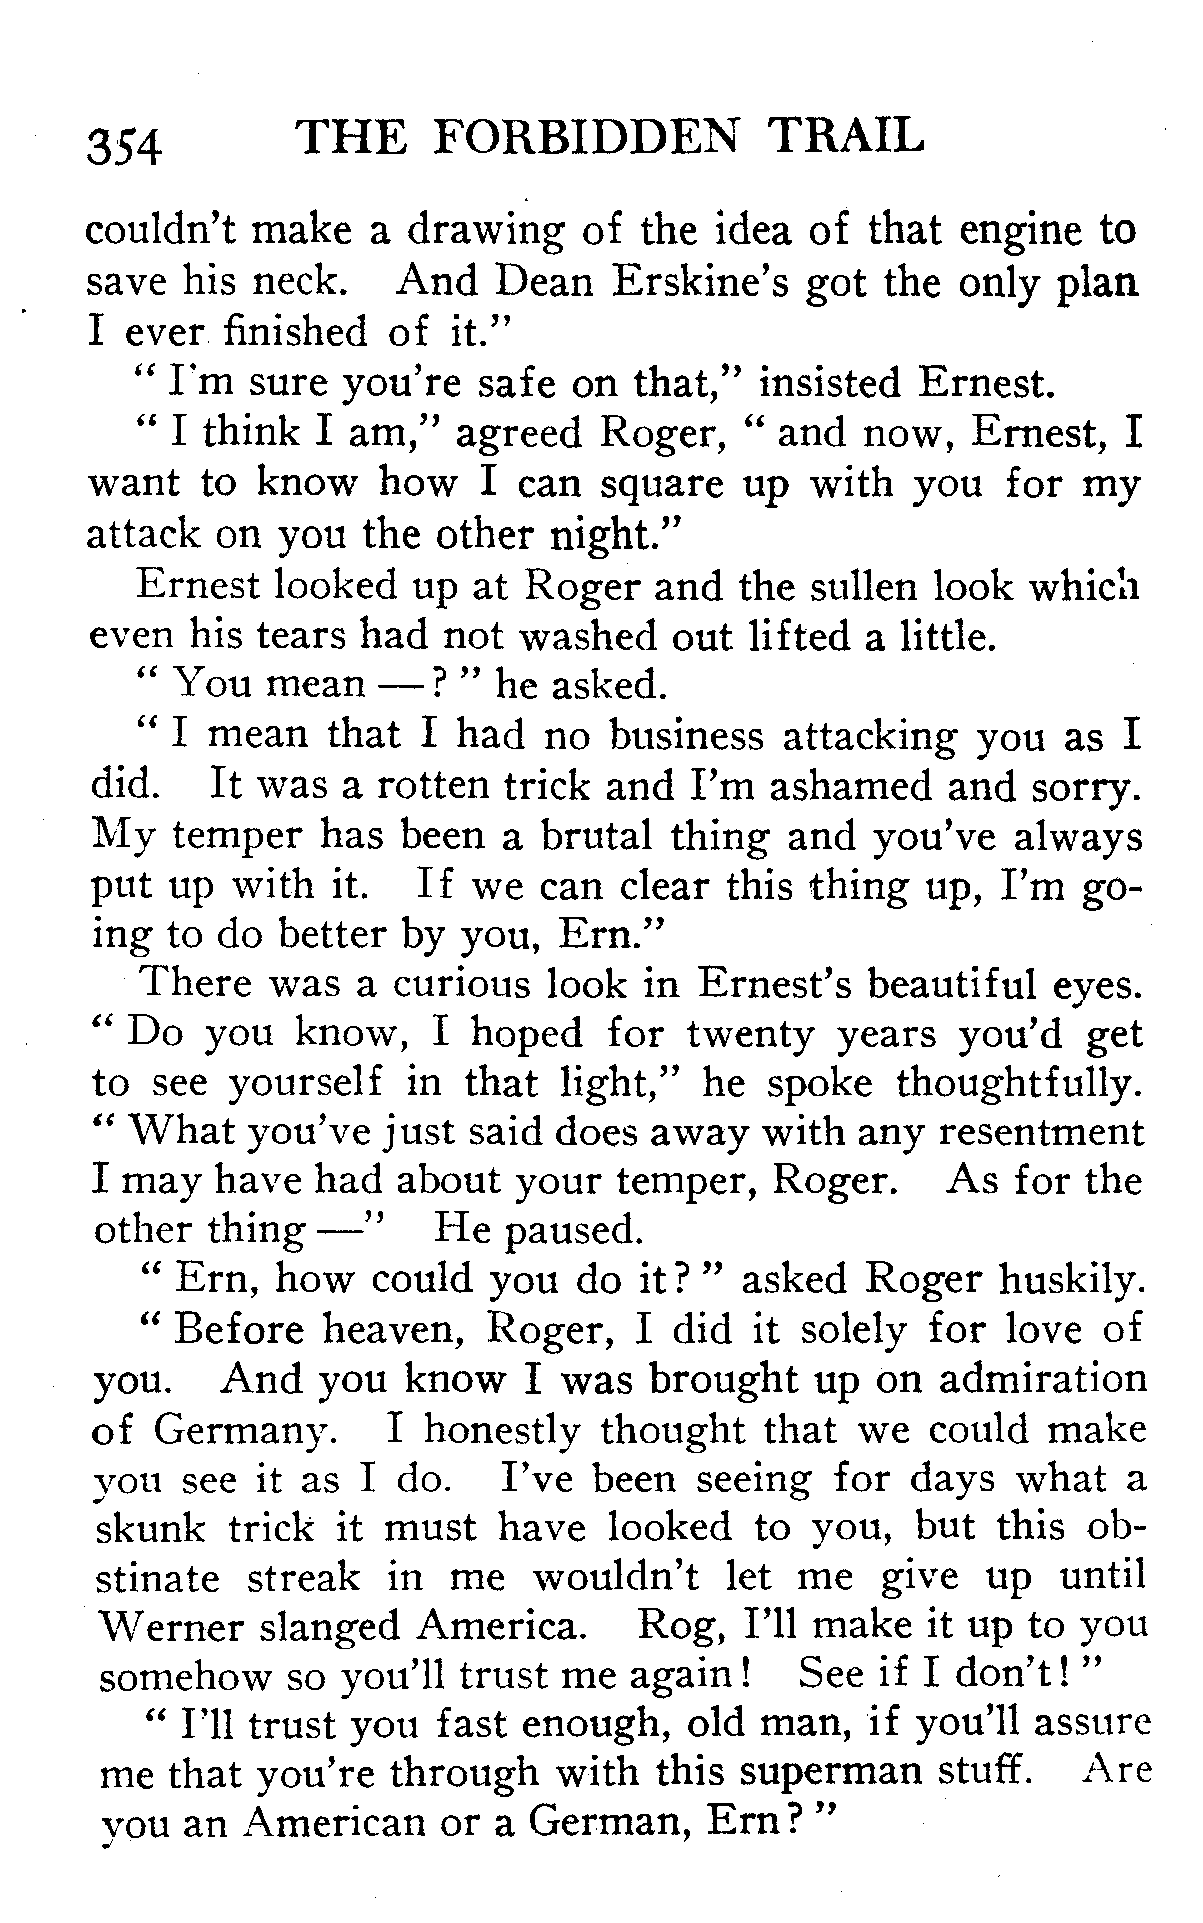 354 THE FORBIDDEN TRAIL
couldn't make a drawing of the idea of that engine to
save his neck. And Dean Erskine's got the only plan
I ever finished of it."
" I'm sure you're safe on that," insisted Ernest.
" I think I am," agreed Roger, " and now, Ernest, I
want to know how I can square up with you for my
attack on you the other night."
Ernest looked up at Roger and the sullen look which
even his tears had not washed out lifted a little.
" You mean —? " he asked.
" I mean that I had no business attacking you as I
did. It was a rotten trick and I'm ashamed and sorry.
My temper has been a brutal thing and you've always
put up with it. If we can clear this thing up, I'm go-
ing to do better by you, Ern."
There was a curious look in Ernest's beautiful eyes.
" Do you know, I hoped for twenty years you'd get
to see yourself in that light," he spoke thoughtfully.
" What you've just said does away with any resentment
I may have had about your temper, Roger. As for the
other thing —" He paused.
" Ern, how could you do it? " asked Roger huskily.
" Before heaven, Roger, I did it solely for love of
you. And you know I was brought up on admiration
of Germany. I honestly thought that we could make
you see it as I do. I've been seeing for days what a
skunk trick it must have looked to you, but this ob-
stinate streak in me wouldn't let me give up until
Werner slanged America. Rog, I'll make it up to you
somehow so you'll trust me again! See if I don't! "
" I'll trust you fast enough, old man, if you'll assure
me that you're through with this superman stuff. Are
you an American or a German, Ern? "